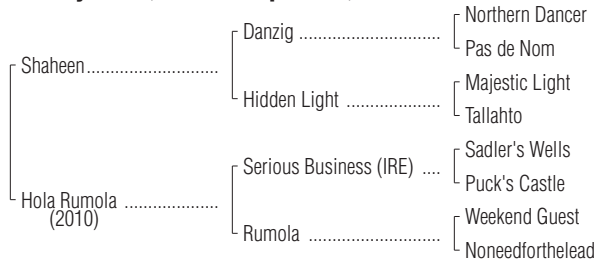 Northern Dancer
Danzig ................................
Pas de Nom
Shaheen..............................
Majestic Light
Hidden Light ......................
Tallahto
Sadler's Wells
Serious Business (IRE) ....
Puck's Castle
Hola Rumola .....................
(2010)
Weekend Guest
Rumola ..............................
Noneedforthelead